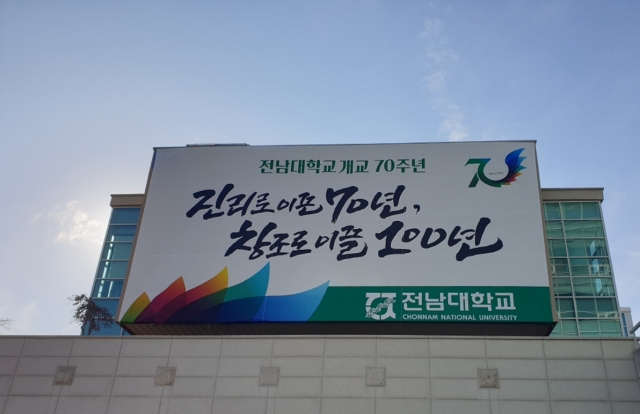 전남대학교 개교 70주년
70
진리로 이룬 70년,
창조로 이끌 100년
전남대학교
CHONNAM NATIONAL UNIVERSITY